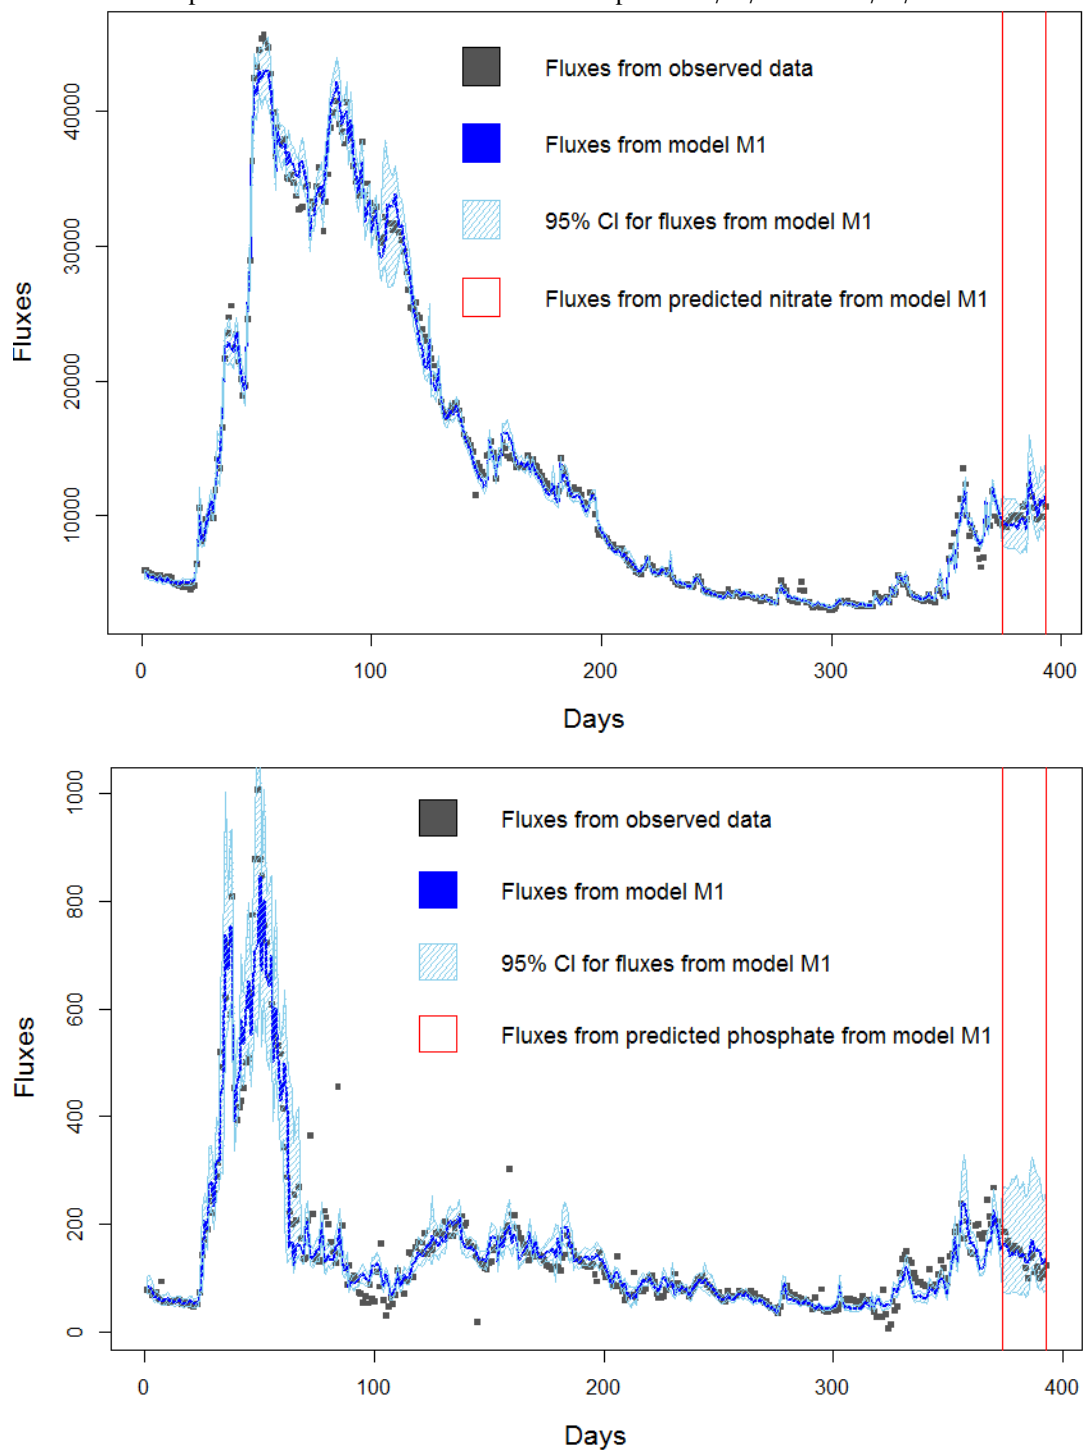 Fluxes from observed data
Fluxes from model M1
95% CI for fluxes from model M1
Fluxes from predicted nitrate from model M1
Fluxes
40000
30000
20000
10000
0
100
200
300
400
Days
Fluxes from observed data
Fluxes from model M1
95% CI for fluxes from model M1
Fluxes from predicted phosphate from model M1
Fluxes
1000
800
600
400
200
0
0
100
200
300
400
Days